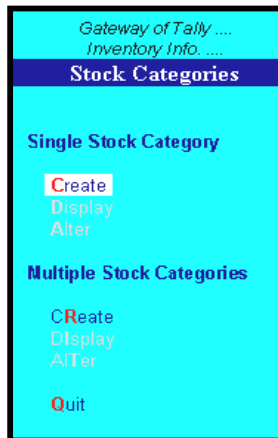 Gateway of Tally ....
Inventory Info. ....
Stock Categories
Single Stock Category
Create
Display
Alter
Multiple Stock Categories
CReate
DIsplay
AlTer
Quit